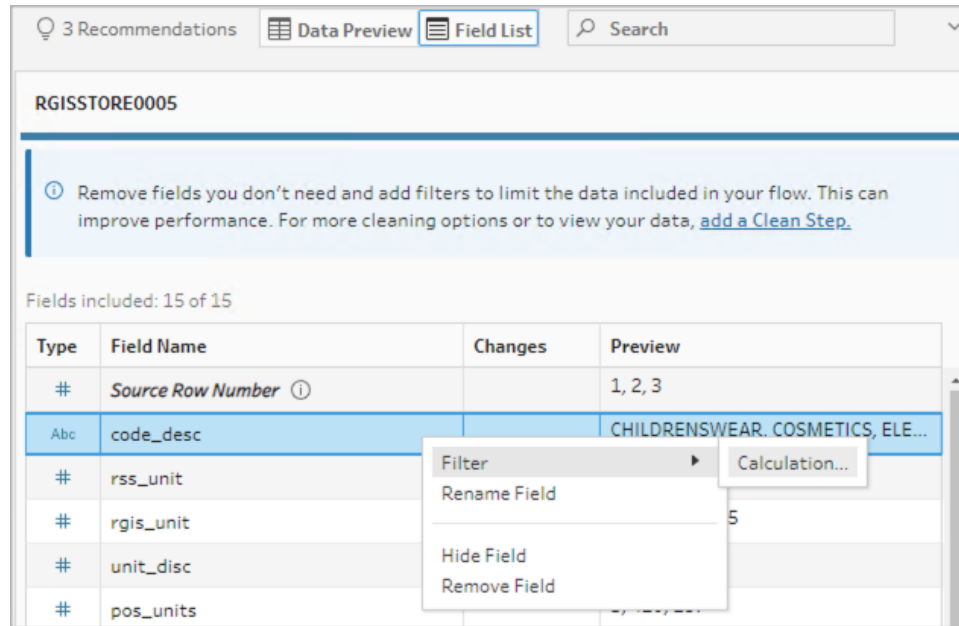 3 Recommendations Data Preview Field List Search
RGISSTORE0005
Remove fields you don't need and add filters to limit the data included in your flow. This can
improve performance. For more cleaning options or to view your data, add a Clean Step.
Fields included: 15 of 15
Type Field Name Changes Preview
# Source Row Number 1, 2, 3
Abc code_desc CHILDRENSWEAR, COSMETICS, ELE...
Filter Calculation...
# rss_unit
Rename Field
# rgis_unit 5
Hide Field
# unit_disc
Remove Field
# pos_units